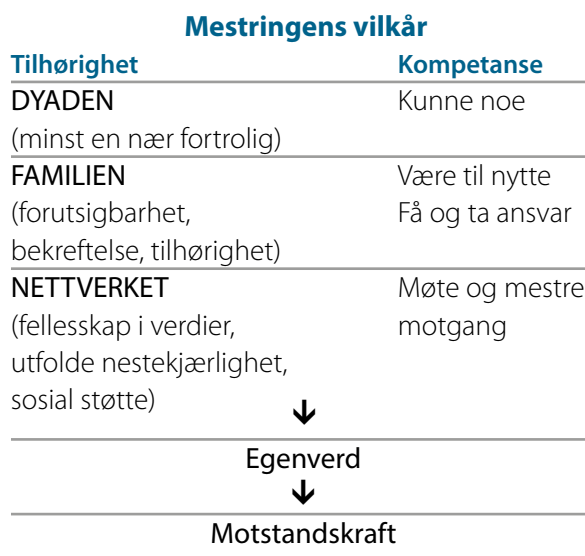 Mestringens vilkår
Tilhørighet Kompetanse
DYADEN Kunne noe
(minst en nær fortrolig)
FAMILIEN Være til nytte
(forutsigbarhet, Få og ta ansvar
bekreftelse, tilhørighet)
NETTVERKET Møte og mestre
(fellesskap i verdier, motgang
utfolde nestekjærlighet,
sosial støtte)
Egenverd
Motstandskraft